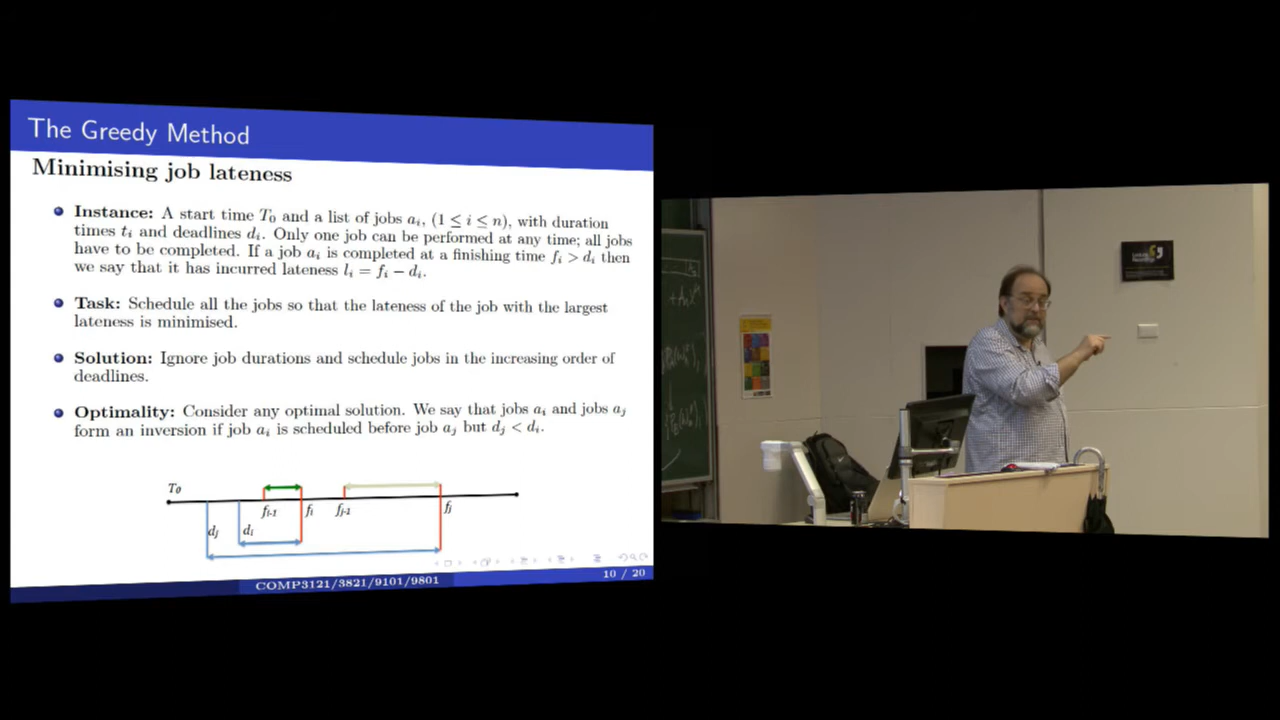 The Greedy Method
Minimising job lateness
Instance: A start time T₀ and a list of jobs aᵢ, (1 ≤ i ≤ n), with duration
times tᵢ and deadlines dᵢ. Only one job can be performed at any time; all jobs
have to be completed. If a job aᵢ is completed at a finishing time fᵢ > dᵢ then
we say that it has incurred lateness lᵢ = fᵢ − dᵢ.
Task: Schedule all the jobs so that the lateness of the job with the largest
lateness is minimised.
Solution: Ignore job durations and schedule jobs in the increasing order of
deadlines.
Optimality: Consider any optimal solution. We say that jobs aᵢ and jobs aⱼ
form an inversion if job aᵢ is scheduled before job aⱼ but dⱼ < dᵢ.
T₀
fᵢ₋₁ fᵢ fⱼ₋₁ fⱼ
dⱼ dᵢ
COMP3121/3821/9101/9801
10 / 20